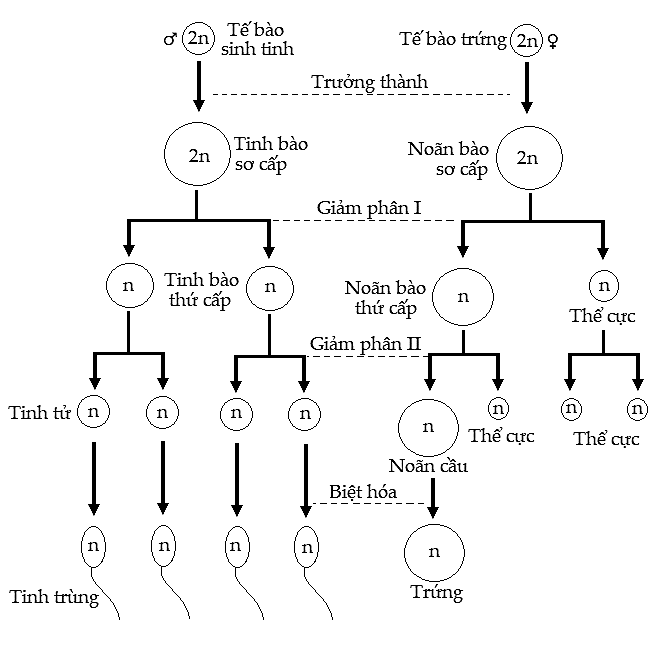 ♂ 2n Tế bào
sinh tinh
Tế bào trứng 2n ♀
Trưởng thành
2n Tinh bào
sơ cấp
Noãn bào
sơ cấp
2n
Giảm phân I
n Tinh bào
thứ cấp
n
Noãn bào
thứ cấp
n
n
Thể cực
Giảm phân II
Tinh tử n n n n
n
Noãn cầu
n
Thể cực
n n
Thể cực
Biệt hóa
n n n n
Tinh trùng
n
Trứng